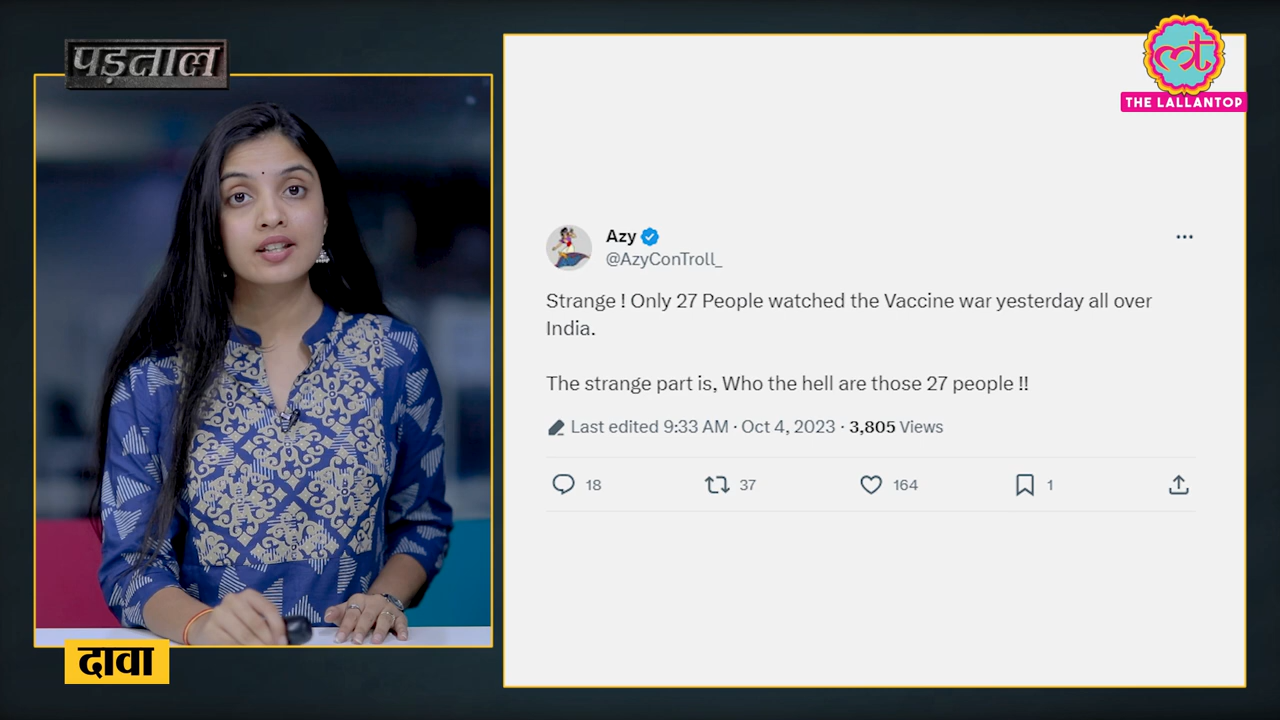 पड़ताल
lt
THE LALLANTOP
Azy
@AzyConTroll_
Strange ! Only 27 People watched the Vaccine war yesterday all over
India.
The strange part is, Who the hell are those 27 people !!
Last edited 9:33 AM · Oct 4, 2023 · 3,805 Views
18 37 164 1
दावा